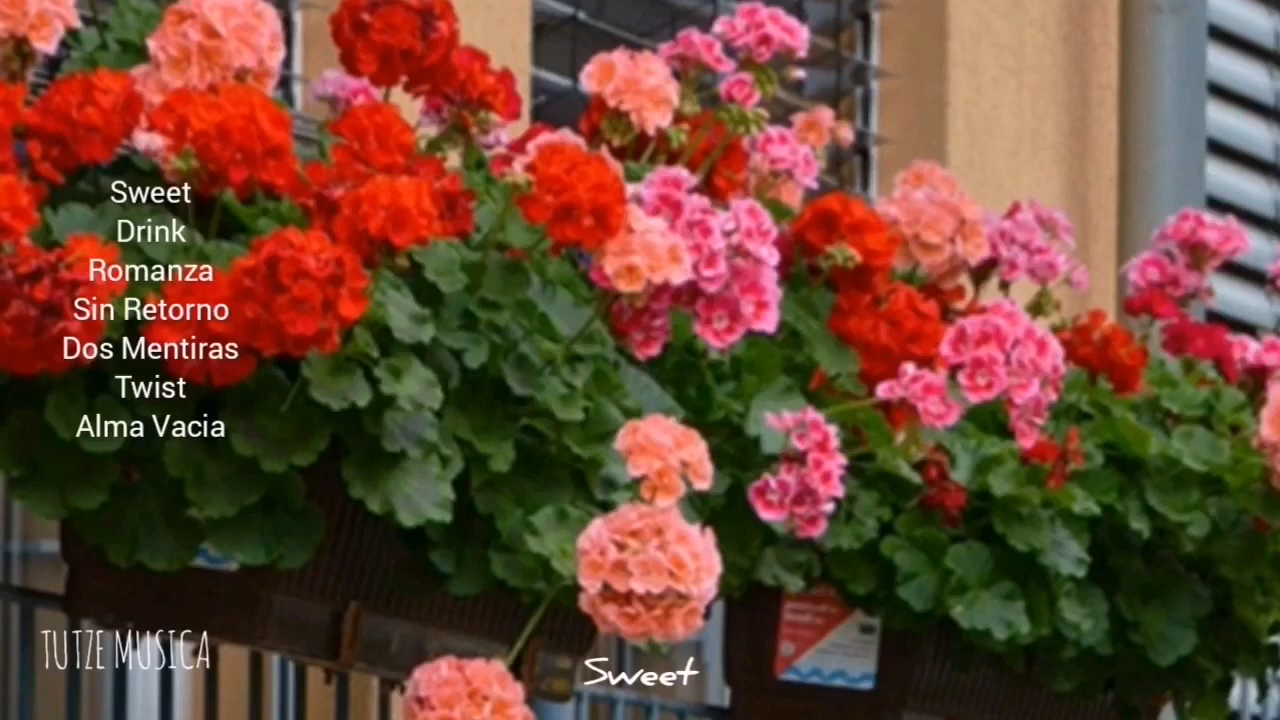 Sweet
Drink
Romanza
Sin Retorno
Dos Mentiras
Twist
Alma Vacia
TUTZE MUSICA
Sweet